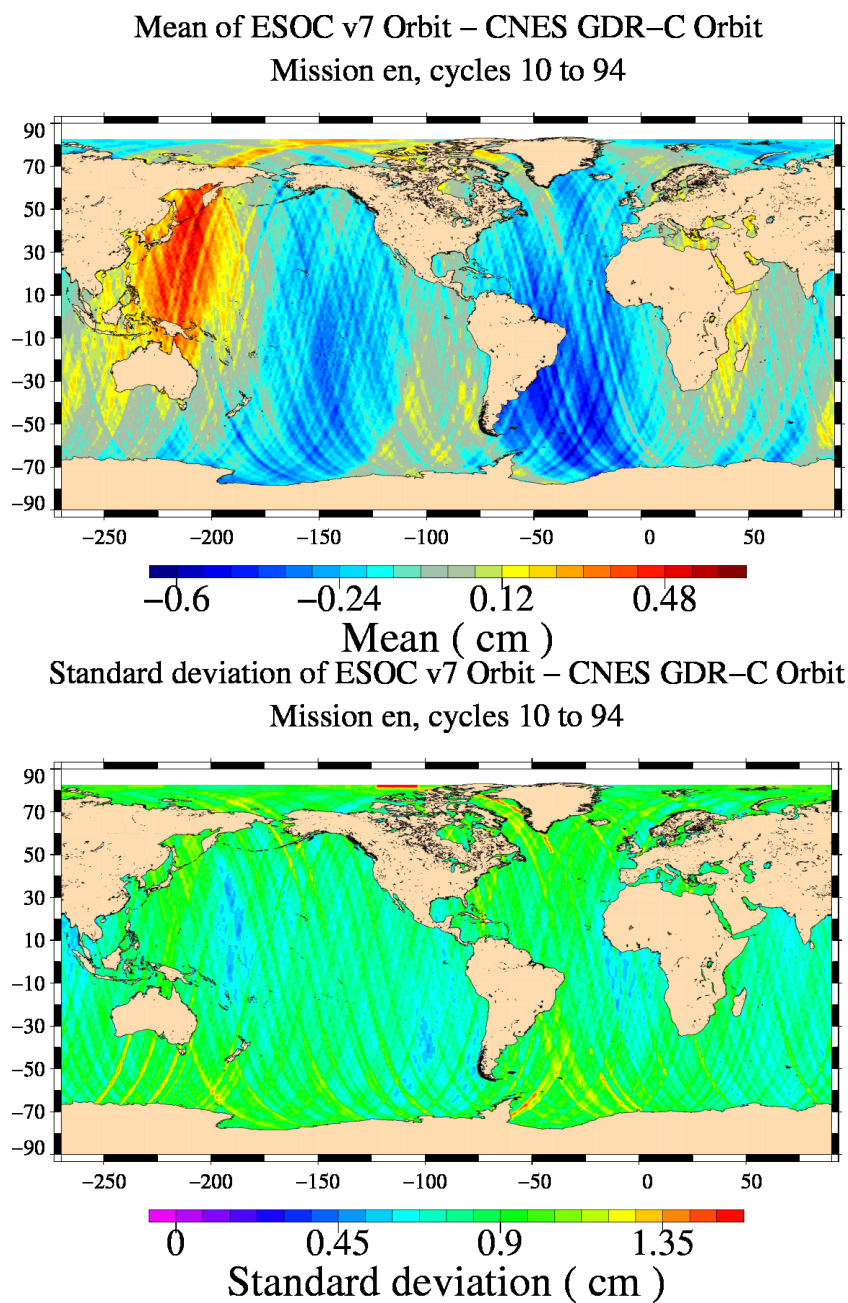 Mean of ESOC v7 Orbit − CNES GDR−C Orbit
Mission en, cycles 10 to 94
90
70
50
30
10
−10
−30
−50
−70
−90
−250 −200 −150 −100 −50 0 50
−0.6 −0.24 0.12 0.48
Mean ( cm )
Standard deviation of ESOC v7 Orbit − CNES GDR−C Orbit
Mission en, cycles 10 to 94
90
70
50
30
10
−10
−30
−50
−70
−90
−250 −200 −150 −100 −50 0 50
0 0.45 0.9 1.35
Standard deviation ( cm )